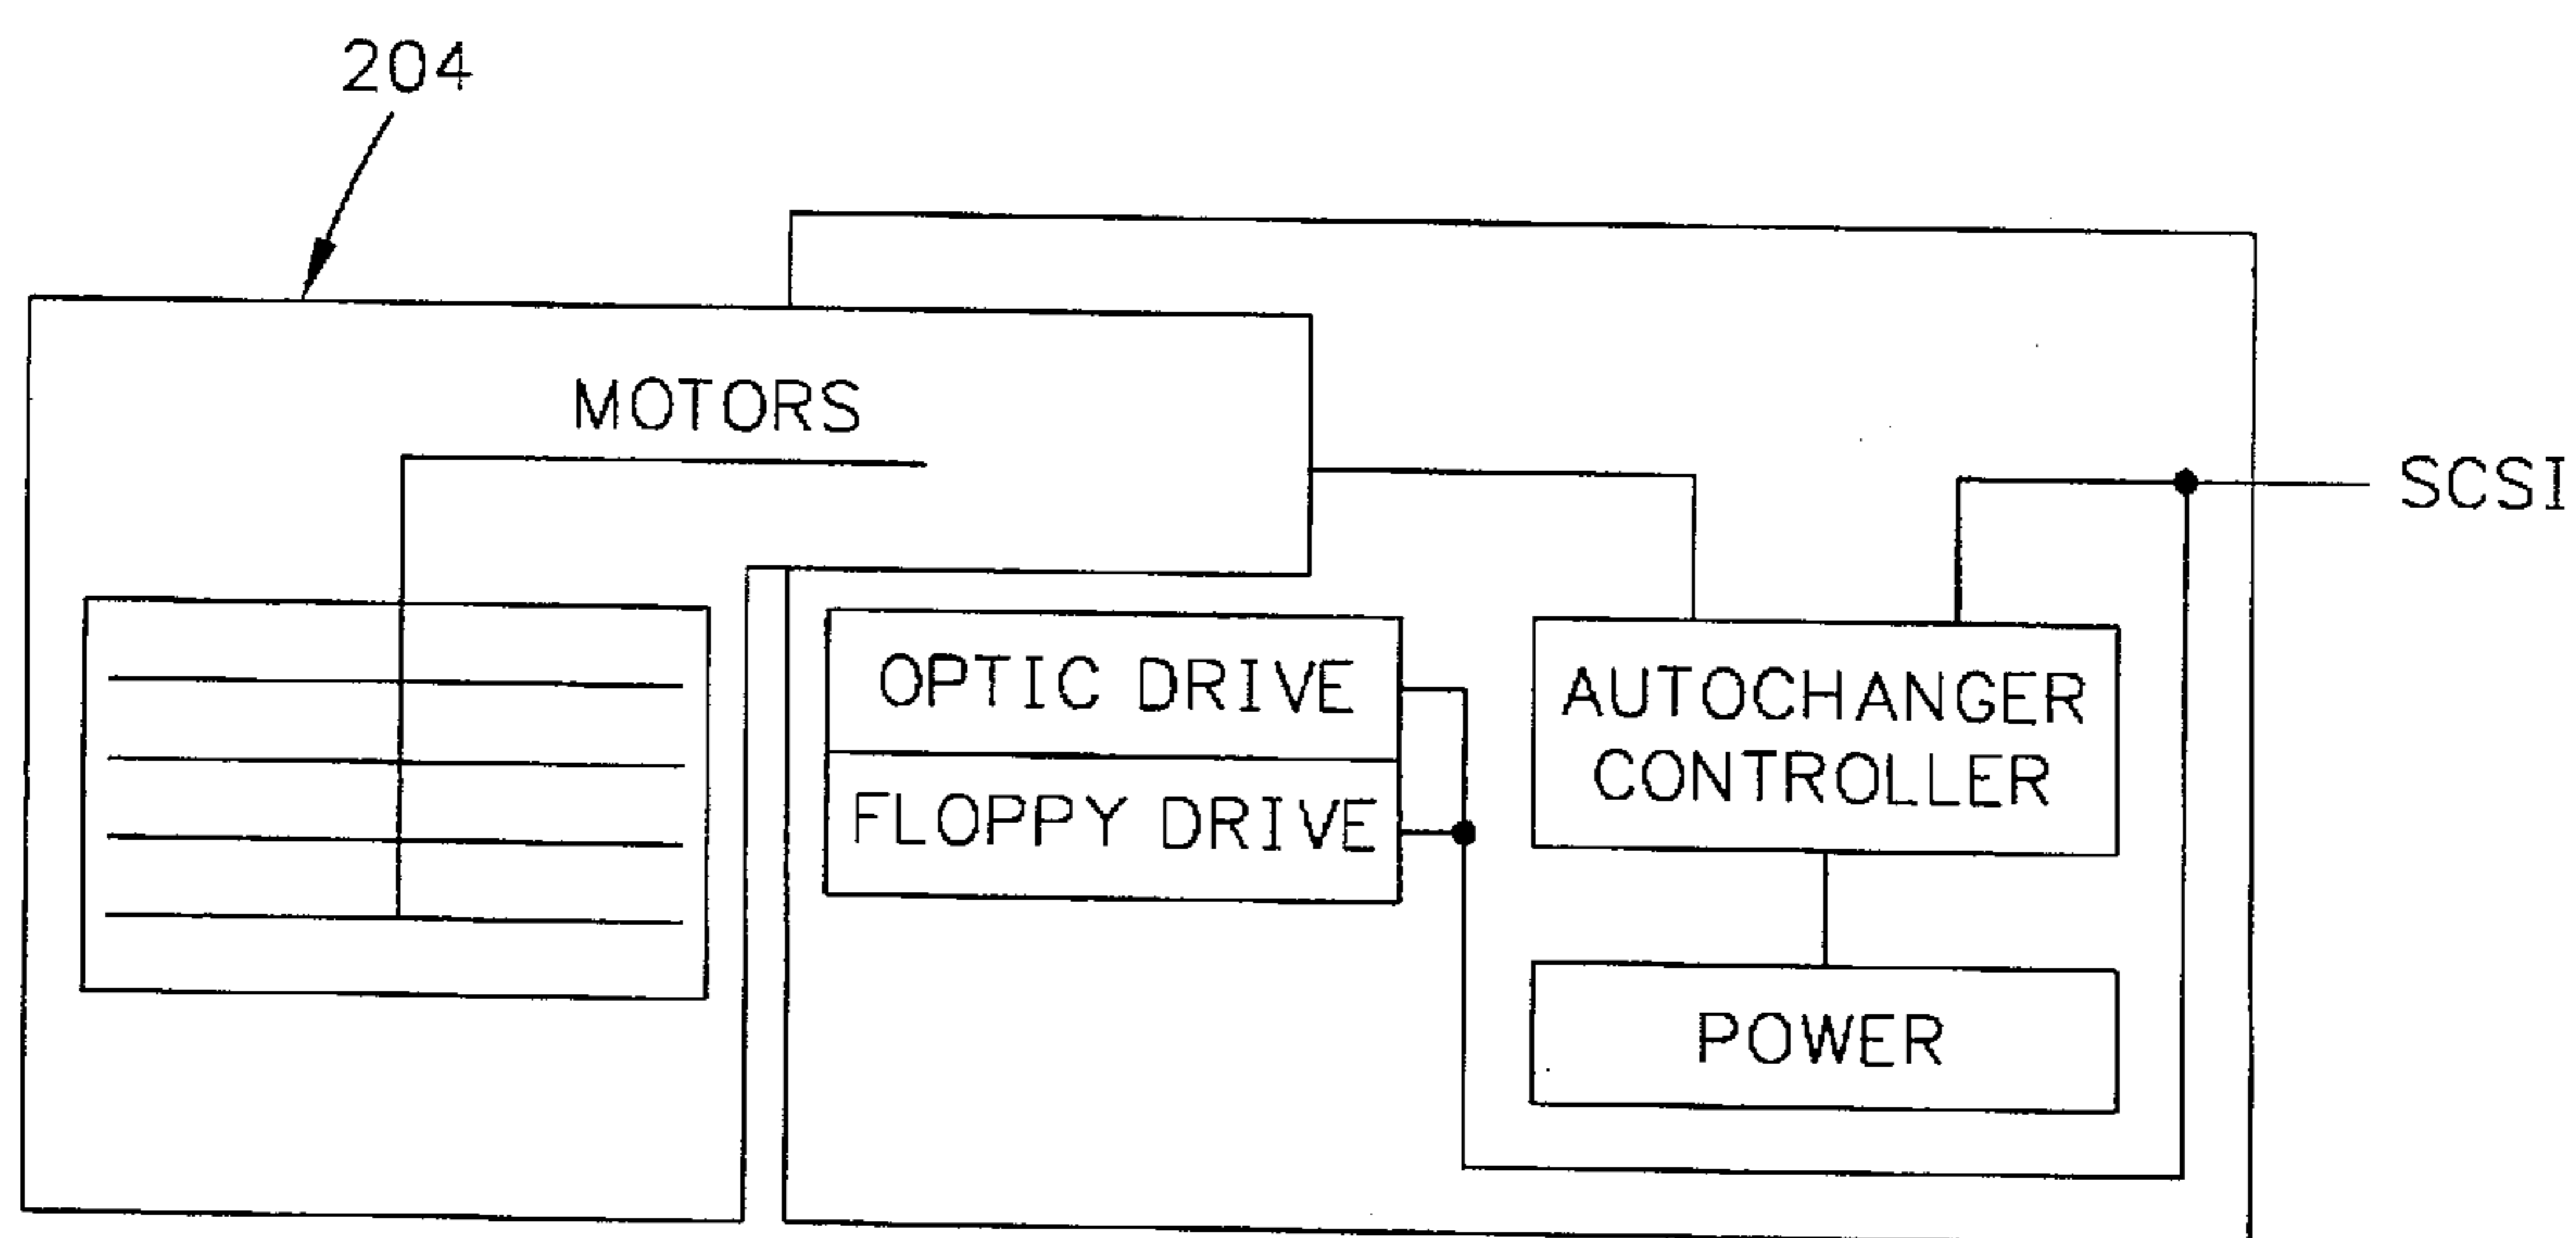 204
MOTORS
SCSI
OPTIC DRIVE
FLOPPY DRIVE
AUTOCHANGER
CONTROLLER
POWER